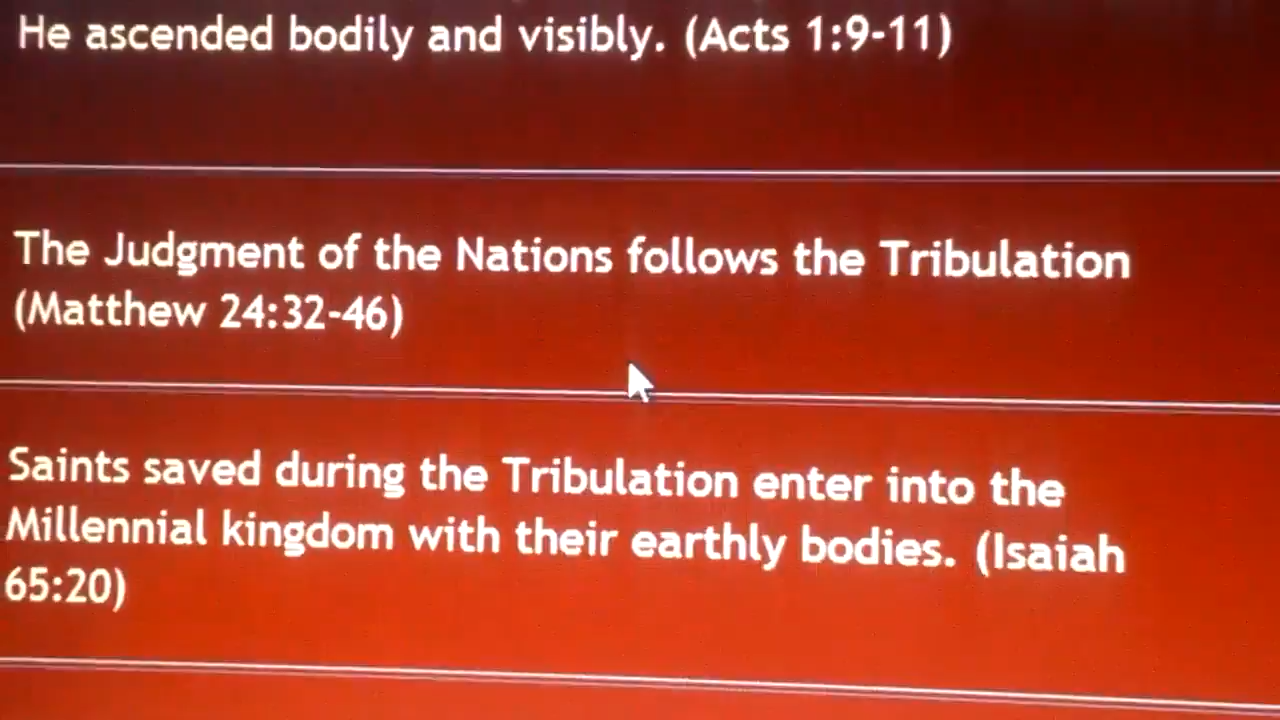 He ascended bodily and visibly. (Acts 1:9-11)
The Judgment of the Nations follows the Tribulation
(Matthew 24:32-46)
Saints saved during the Tribulation enter into the
Millennial kingdom with their earthly bodies. (Isaiah
65:20)